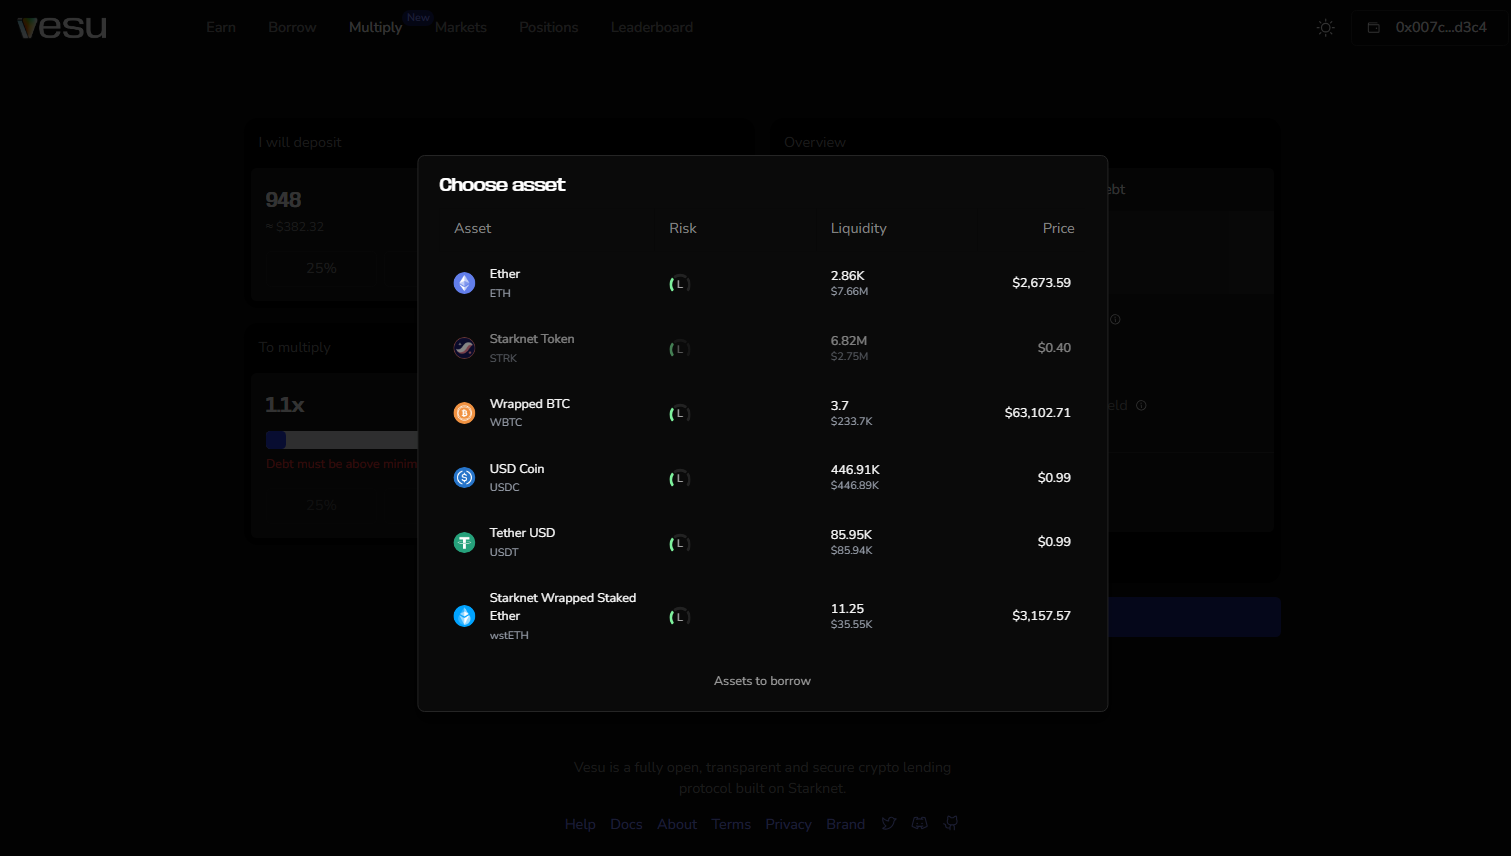 vesu
Earn Borrow Multiply New Markets Positions Leaderboard
0x007c...d3c4
I will deposit
948
≈ $382.32
25%
To multiply
1.1x
Debt must be above minim
25%
Overview
ebt
eld
Choose asset
Asset Risk Liquidity Price
Ether
ETH
L
2.86K
$7.66M
$2,673.59
Starknet Token
STRK
L
6.82M
$2.75M
$0.40
Wrapped BTC
WBTC
L
3.7
$233.7K
$63,102.71
USD Coin
USDC
L
446.91K
$446.89K
$0.99
Tether USD
USDT
L
85.95K
$85.94K
$0.99
Starknet Wrapped Staked
Ether
wstETH
L
11.25
$35.55K
$3,157.57
Assets to borrow
Vesu is a fully open, transparent and secure crypto lending
protocol built on Starknet.
Help Docs About Terms Privacy Brand